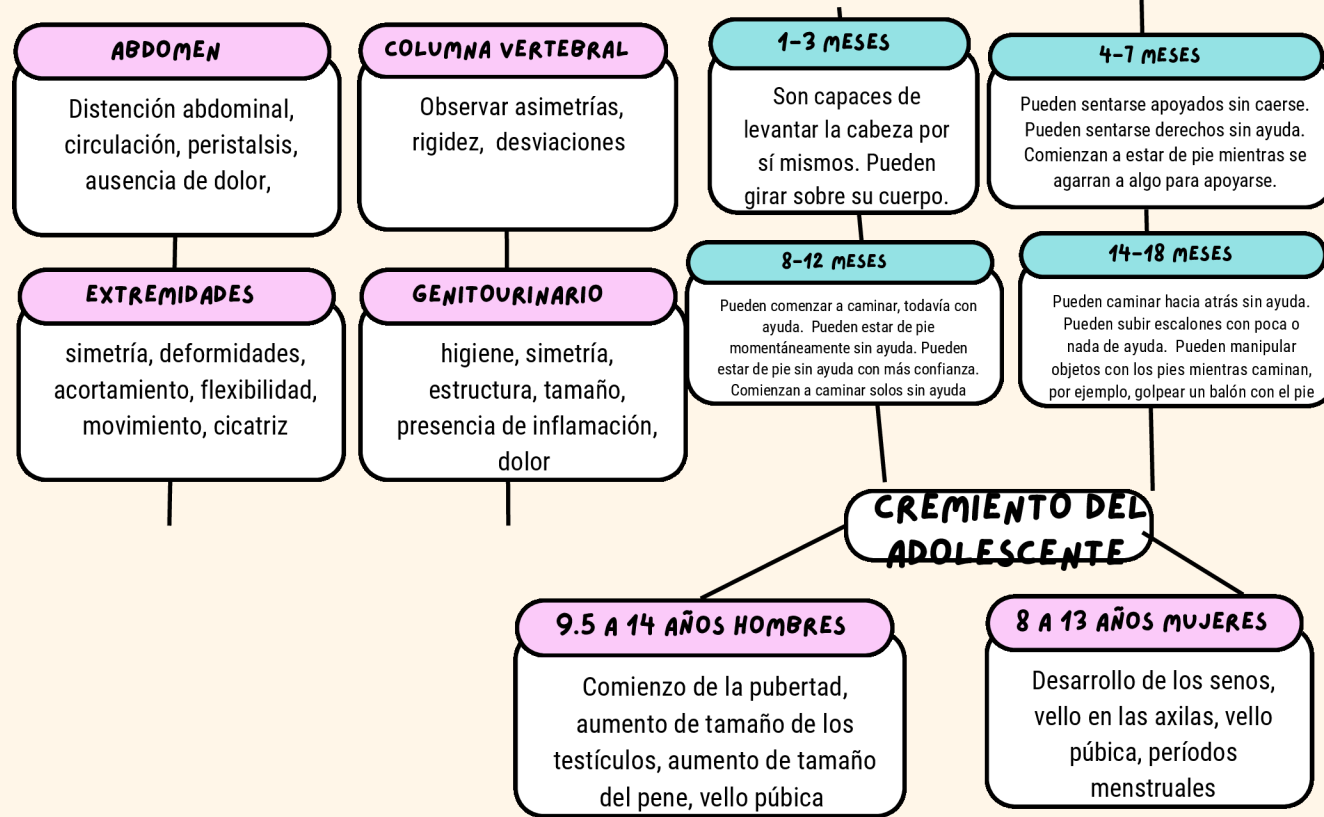 ABDOMEN
Distención abdominal,
circulación, peristalsis,
ausencia de dolor,
COLUMNA VERTEBRAL
Observar asimetrías,
rigidez, desviaciones
1-3 MESES
Son capaces de
levantar la cabeza por
sí mismos. Pueden
girar sobre su cuerpo.
4-7 MESES
Pueden sentarse apoyados sin caerse.
Pueden sentarse derechos sin ayuda.
Comienzan a estar de pie mientras se
agarran a algo para apoyarse.
EXTREMIDADES
simetría, deformidades,
acortamiento, flexibilidad,
movimiento, cicatriz
GENITOURINARIO
higiene, simetría,
estructura, tamaño,
presencia de inflamación,
dolor
8-12 MESES
Pueden comenzar a caminar, todavía con
ayuda. Pueden estar de pie
momentáneamente sin ayuda. Pueden
estar de pie sin ayuda con más confianza.
Comienzan a caminar solos sin ayuda
14-18 MESES
Pueden caminar hacia atrás sin ayuda.
Pueden subir escalones con poca o
nada de ayuda. Pueden manipular
objetos con los pies mientras caminan,
por ejemplo, golpear un balón con el pie
CREMIENTO DEL
ADOLESCENTE
9.5 A 14 AÑOS HOMBRES
Comienzo de la pubertad,
aumento de tamaño de los
testículos, aumento de tamaño
del pene, vello púbica
8 A 13 AÑOS MUJERES
Desarrollo de los senos,
vello en las axilas, vello
púbica, períodos
menstruales